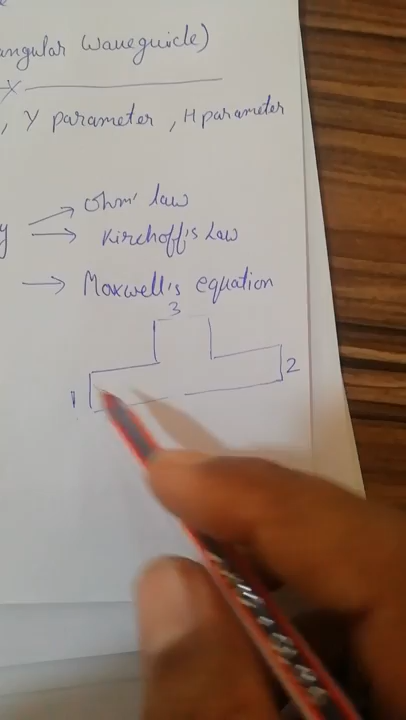 angular Waveguide)
X
, Y parameter , H parameter
Ohm' law
y → Kirchoff's Law
→ Maxwell's equation
3
2
1